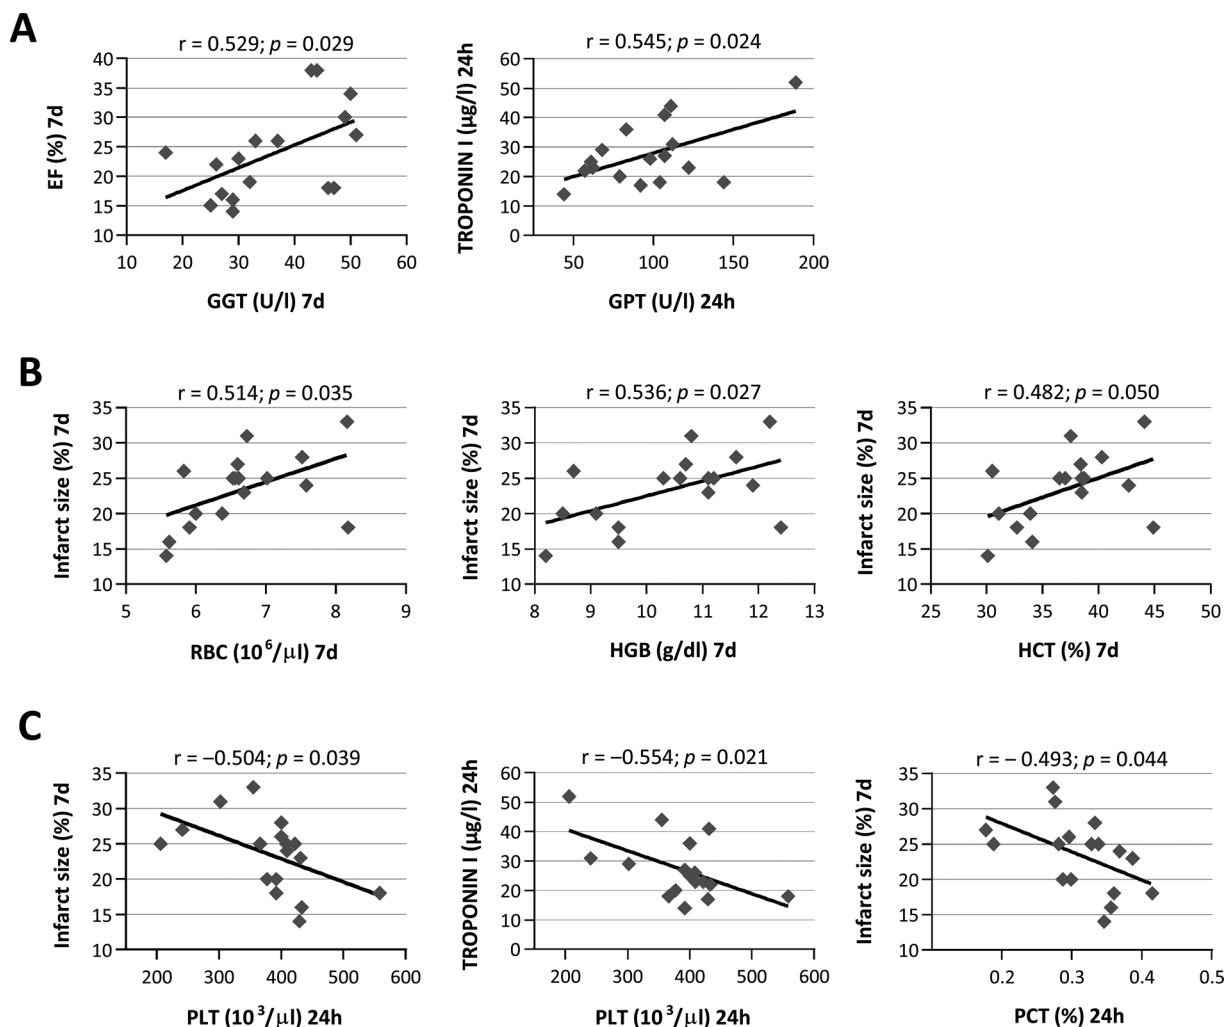 A
r = 0.529; p = 0.029
EF (%) 7d
40
35
30
25
20
15
10
10 20 30 40 50 60
GGT (U/l) 7d
r = 0.545; p = 0.024
TROPONIN I (µg/l) 24h
60
50
40
30
20
10
0
50 100 150 200
GPT (U/l) 24h
B
r = 0.514; p = 0.035
Infarct size (%) 7d
35
30
25
20
15
10
5 6 7 8 9
RBC (10⁶/µl) 7d
r = 0.536; p = 0.027
Infarct size (%) 7d
35
30
25
20
15
10
8 9 10 11 12 13
HGB (g/dl) 7d
r = 0.482; p = 0.050
Infarct size (%) 7d
35
30
25
20
15
10
25 30 35 40 45 50
HCT (%) 7d
C
r = –0.504; p = 0.039
Infarct size (%) 7d
35
30
25
20
15
10
200 300 400 500 600
PLT (10³/µl) 24h
r = –0.554; p = 0.021
TROPONIN I (µg/l) 24h
60
50
40
30
20
10
0
200 300 400 500 600
PLT (10³/µl) 24h
r = – 0.493; p = 0.044
Infarct size (%) 7d
35
30
25
20
15
10
0.2 0.3 0.4 0.5
PCT (%) 24h